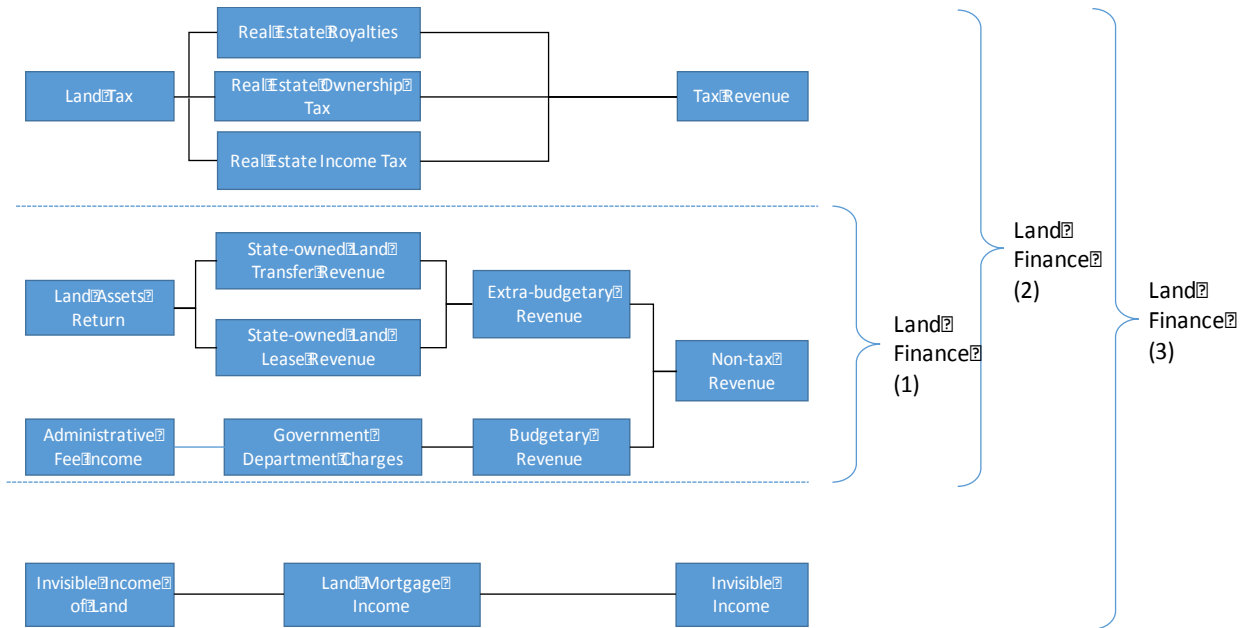 Real Estate Royalties
Land Tax
Real Estate Ownership
Tax
Tax Revenue
Real Estate Income Tax
State-owned Land
Transfer Revenue
Land Assets
Return
Extra-budgetary
Revenue
State-owned Land
Lease Revenue
Non-tax
Revenue
Administrative
Fee Income
Government
Department Charges
Budgetary
Revenue
Invisible Income
of Land
Land Mortgage
Income
Invisible
Income
Land
Finance
(1)
Land
Finance
(2)
Land
Finance
(3)